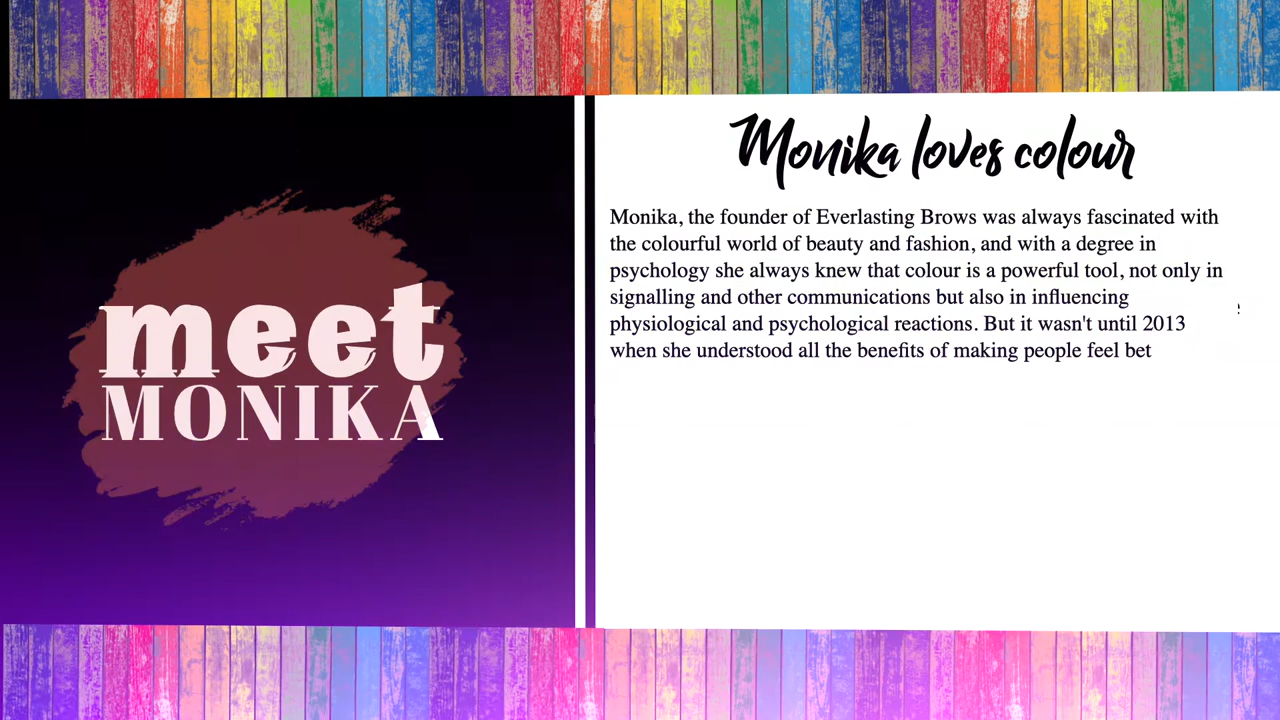 meet
MONIKA
Monika loves colour
Monika, the founder of Everlasting Brows was always fascinated with
the colourful world of beauty and fashion, and with a degree in
psychology she always knew that colour is a powerful tool, not only in
signalling and other communications but also in influencing
physiological and psychological reactions. But it wasn't until 2013
when she understood all the benefits of making people feel bet